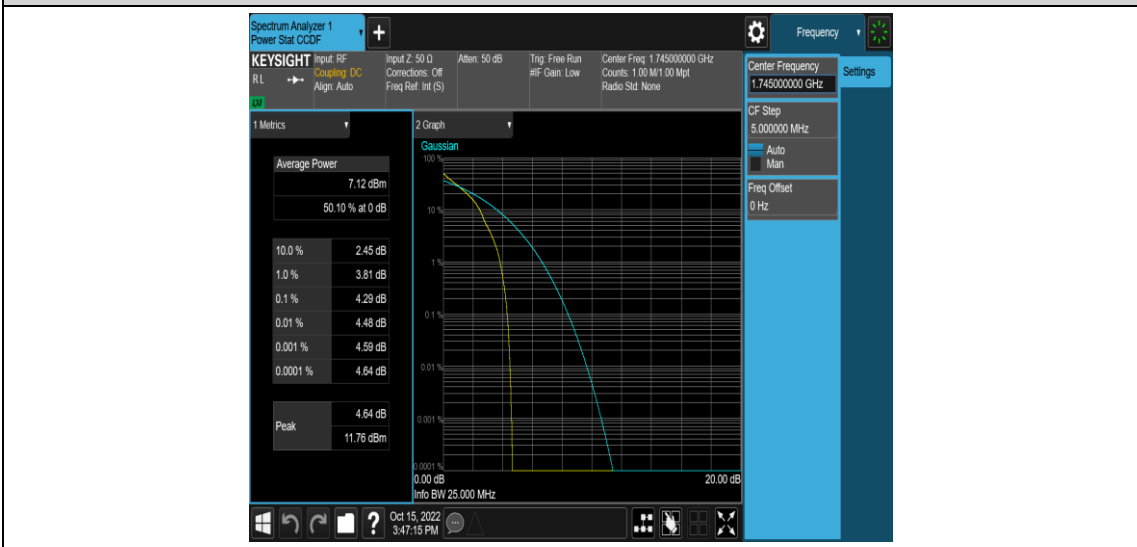 Spectrum Analyzer 1
Power Stat CCDF
+
Frequency
KEYSIGHT
R L
LM
Input: RF
Coupling: DC
Align: Auto
Input Z: 50 Ω
Corrections: Off
Freq Ref: Int (S)
Atten: 50 dB
Trig: Free Run
#IF Gain: Low
Center Freq: 1.745000000 GHz
Counts: 1.00 M/1.00 Mpt
Radio Std: None
Center Frequency
1.745000000 GHz
Settings
CF Step
5.000000 MHz
Auto
Man
Freq Offset
0 Hz
1 Metrics
Average Power
7.12 dBm
50.10 % at 0 dB
10.0 % 2.45 dB
1.0 % 3.81 dB
0.1 % 4.29 dB
0.01 % 4.48 dB
0.001 % 4.59 dB
0.0001 % 4.64 dB
Peak
4.64 dB
11.76 dBm
2 Graph
Gaussian
100 %
10 %
1 %
0.1 %
0.01 %
0.001 %
0.0001 %
0.00 dB 20.00 dB
Info BW 25.000 MHz
?
Oct 15, 2022
3:47:15 PM